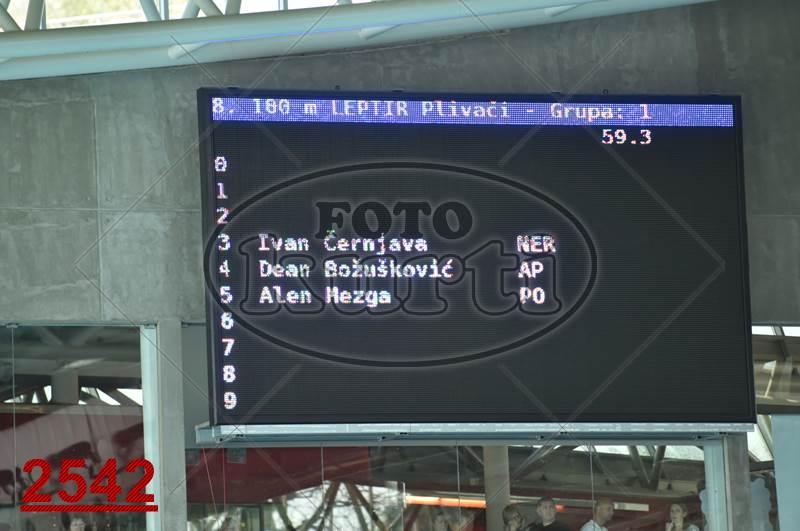 8. 100 m LEPTIR Plivači - Grupa: 1
59.3
0
1
2
3 Ivan Černjava NER
4 Dean Božušković AP
5 Alen Mezga PO
6
7
8
9
FOTO
kurti
2542